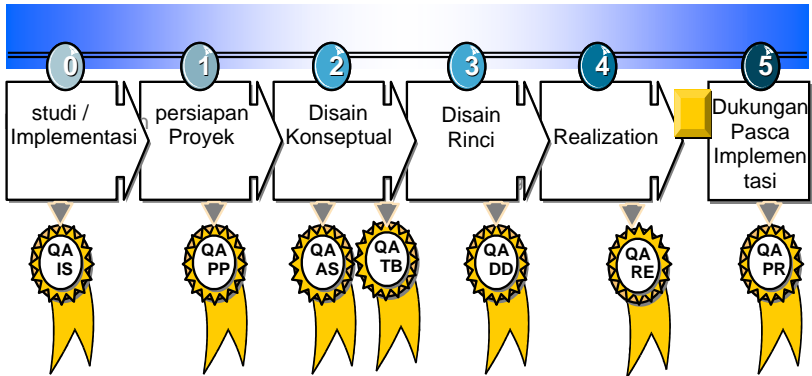 0
1
2
3
4
5
studi /
Implementasi
persiapan
Proyek
Disain
Konseptual
Disain
Rinci
Realization
Dukungan
Pasca
Implemen
tasi
QA
IS
QA
PP
QA
AS
QA
TB
QA
DD
QA
RE
QA
PR